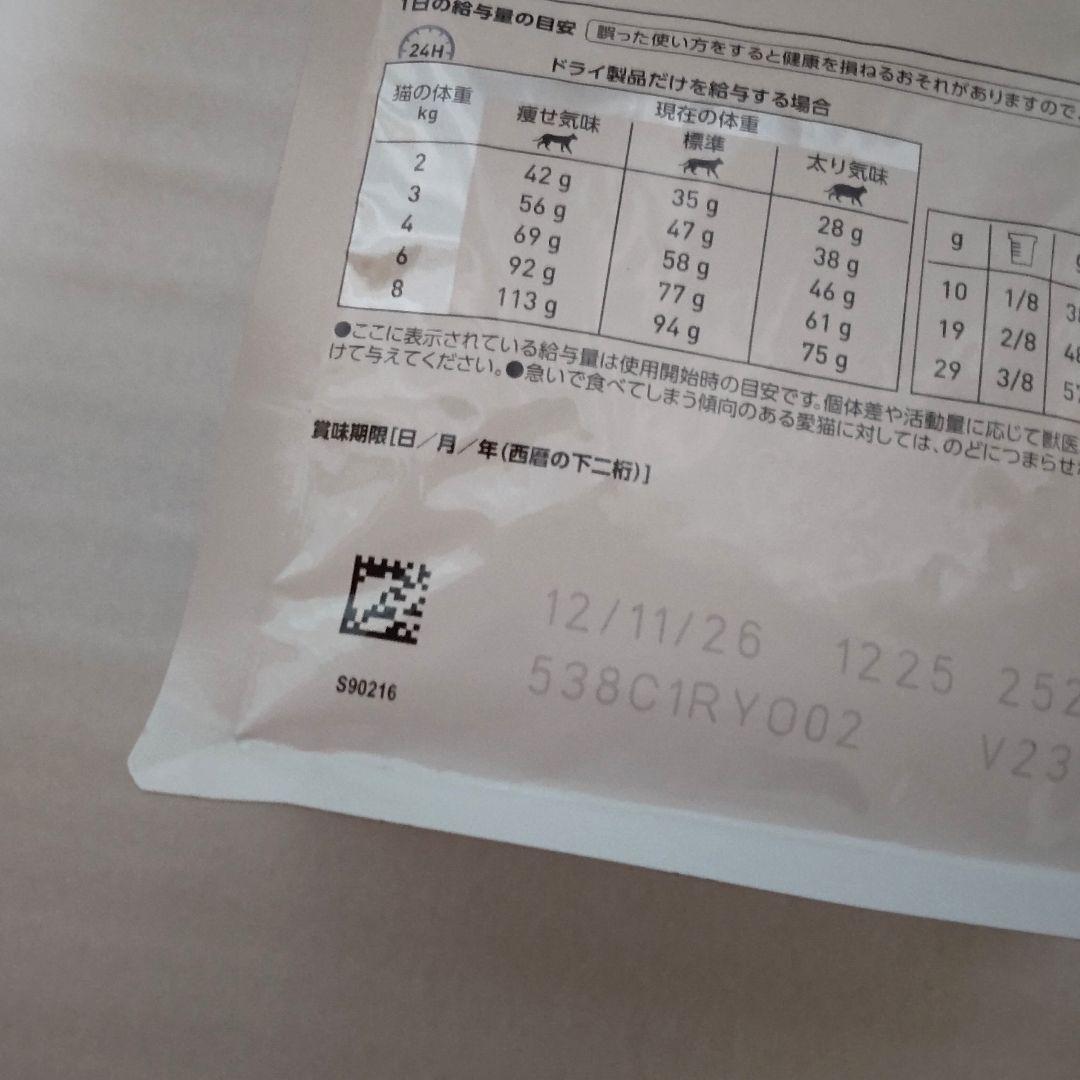 1日の給与量の目安 誤った使い方をすると健康を損ねるおそれがありますので、
24H
ドライ製品だけを給与する場合
猫の体重 kg 現在の体重
痩せ気味 標準 太り気味
2 42 g 35 g 28 g
3 56 g 47 g 38 g
4 69 g 58 g 46 g
6 92 g 77 g 61 g
8 113 g 94 g 75 g
g
10 1/8
19 2/8
29 3/8
●ここに表示されている給与量は使用開始時の目安です。個体差や活動量に応じて獣医
けて与えてください。●急いで食べてしまう傾向のある愛猫に対しては、のどにつまらせ
賞味期限[日/月/年(西暦の下二桁)]
12/11/26 1225 252
538C1RY002 V23
S90216